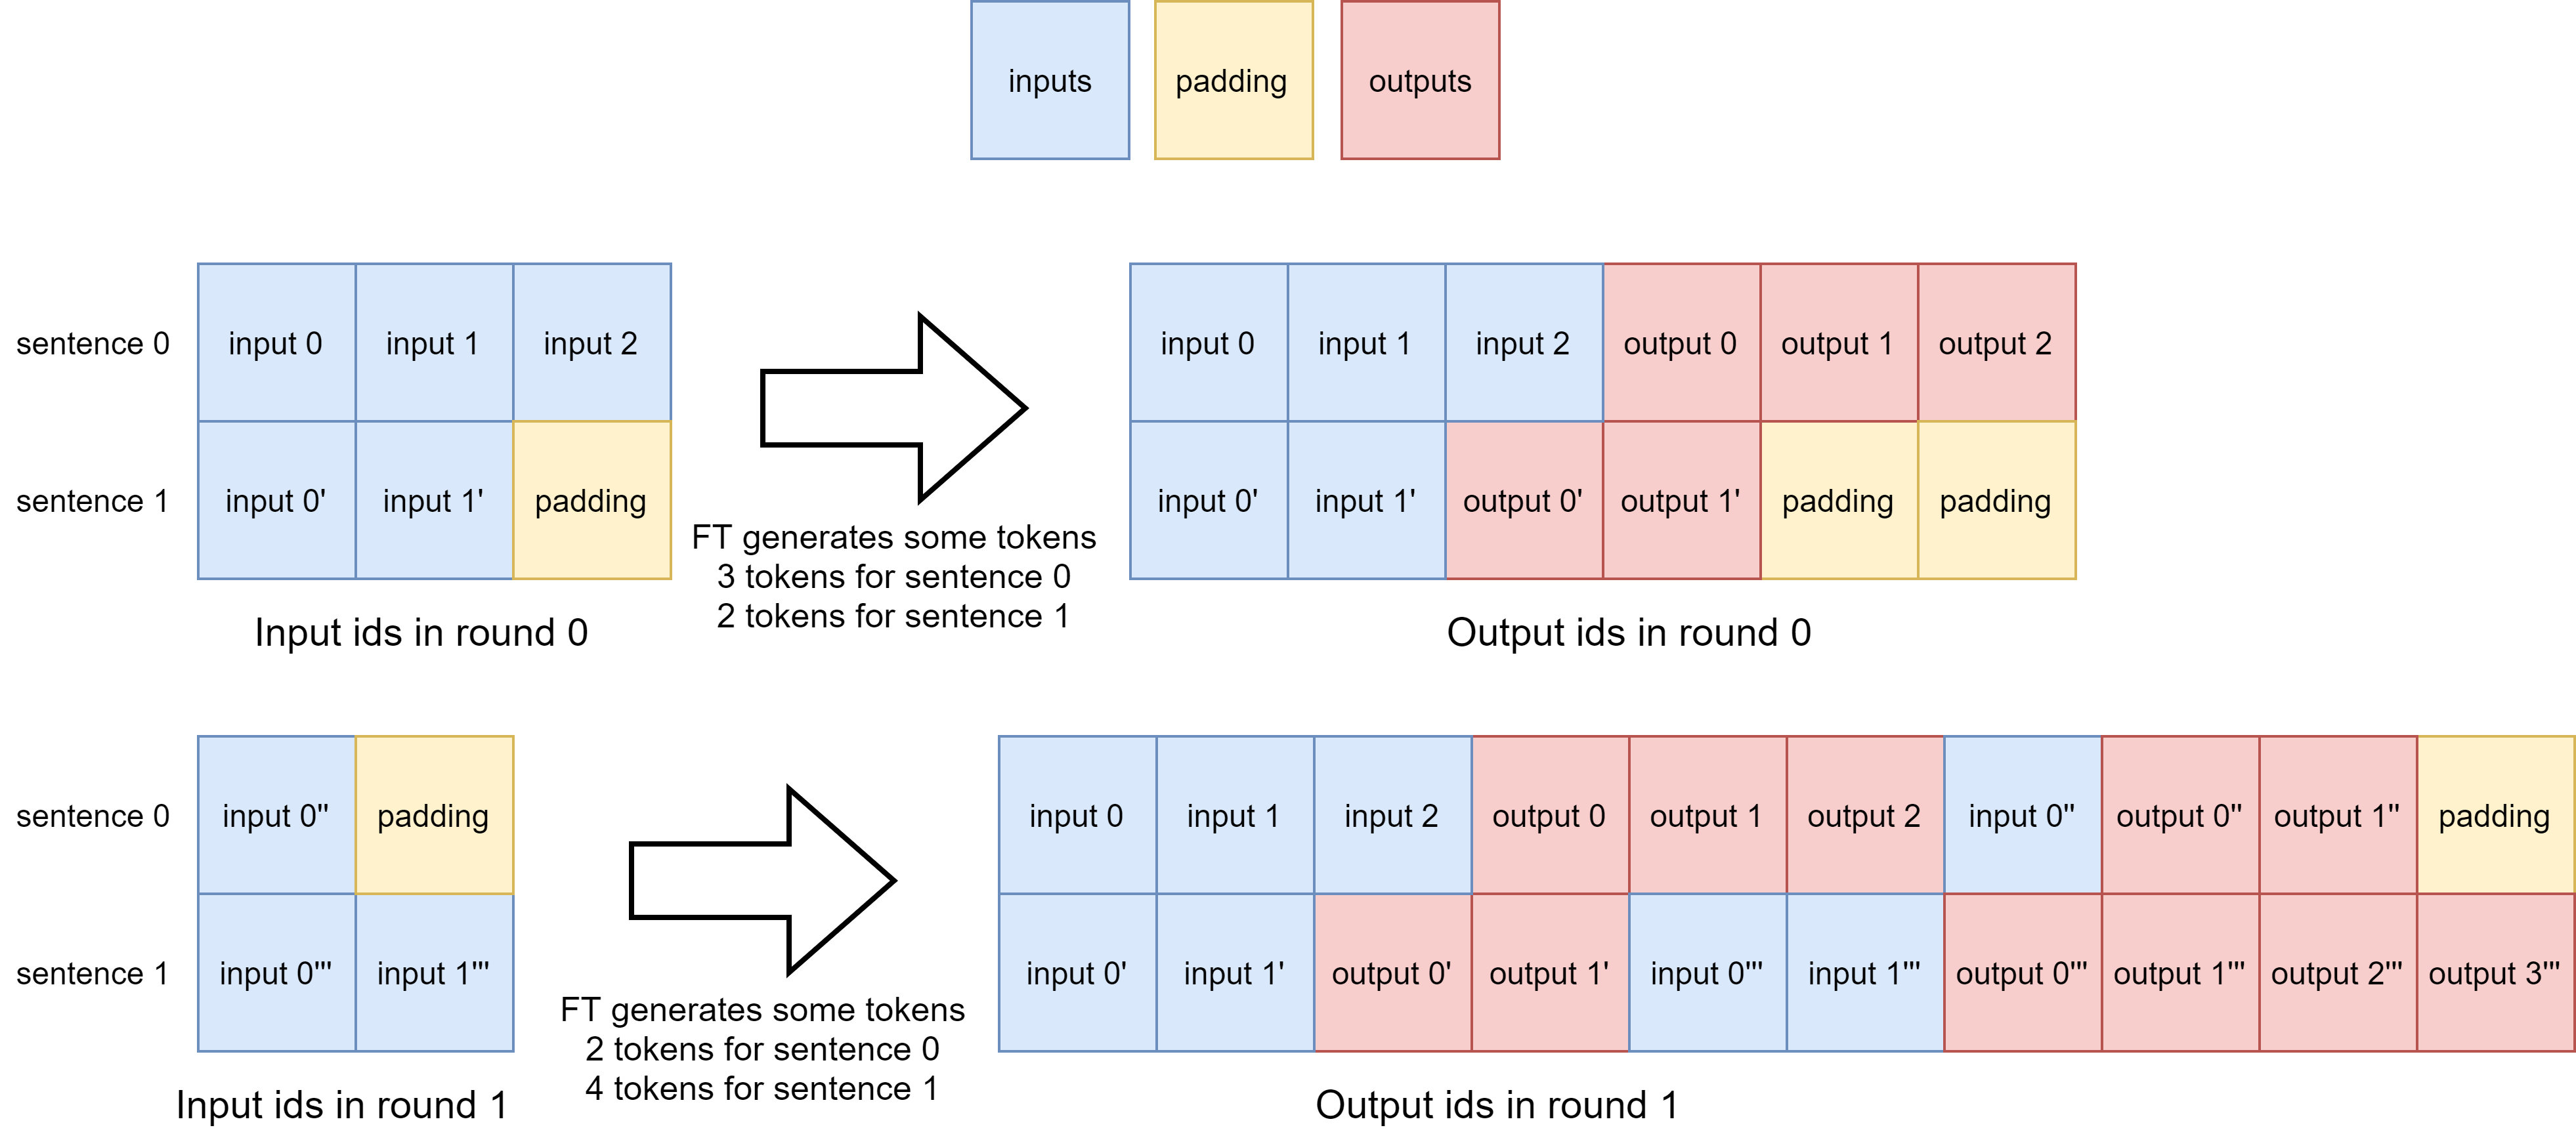 inputs padding outputs
sentence 0 input 0 input 1 input 2 input 0 input 1 input 2 output 0 output 1 output 2
sentence 1 input 0' input 1' padding input 0' input 1' output 0' output 1' padding padding
FT generates some tokens
3 tokens for sentence 0
2 tokens for sentence 1
Input ids in round 0 Output ids in round 0
sentence 0 input 0'' padding input 0 input 1 input 2 output 0 output 1 output 2 input 0'' output 0'' output 1'' padding
sentence 1 input 0''' input 1''' input 0' input 1' output 0' output 1' input 0''' input 1''' output 0''' output 1''' output 2''' output 3'''
FT generates some tokens
2 tokens for sentence 0
4 tokens for sentence 1
Input ids in round 1 Output ids in round 1